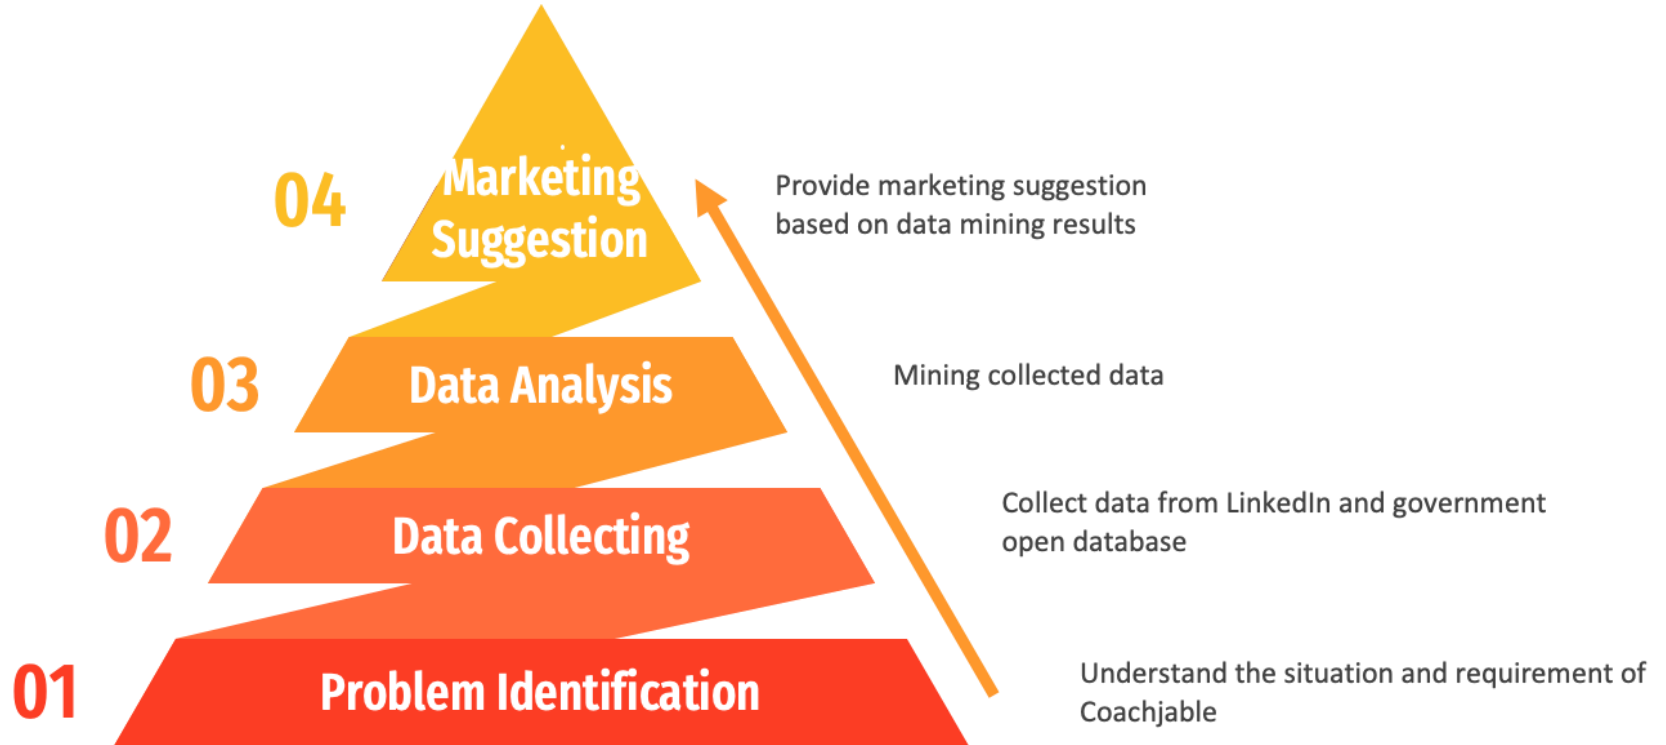 04
Marketing
Suggestion
Provide marketing suggestion
based on data mining results
03
Data Analysis
Mining collected data
02
Data Collecting
Collect data from LinkedIn and government
open database
01
Problem Identification
Understand the situation and requirement of
Coachjable